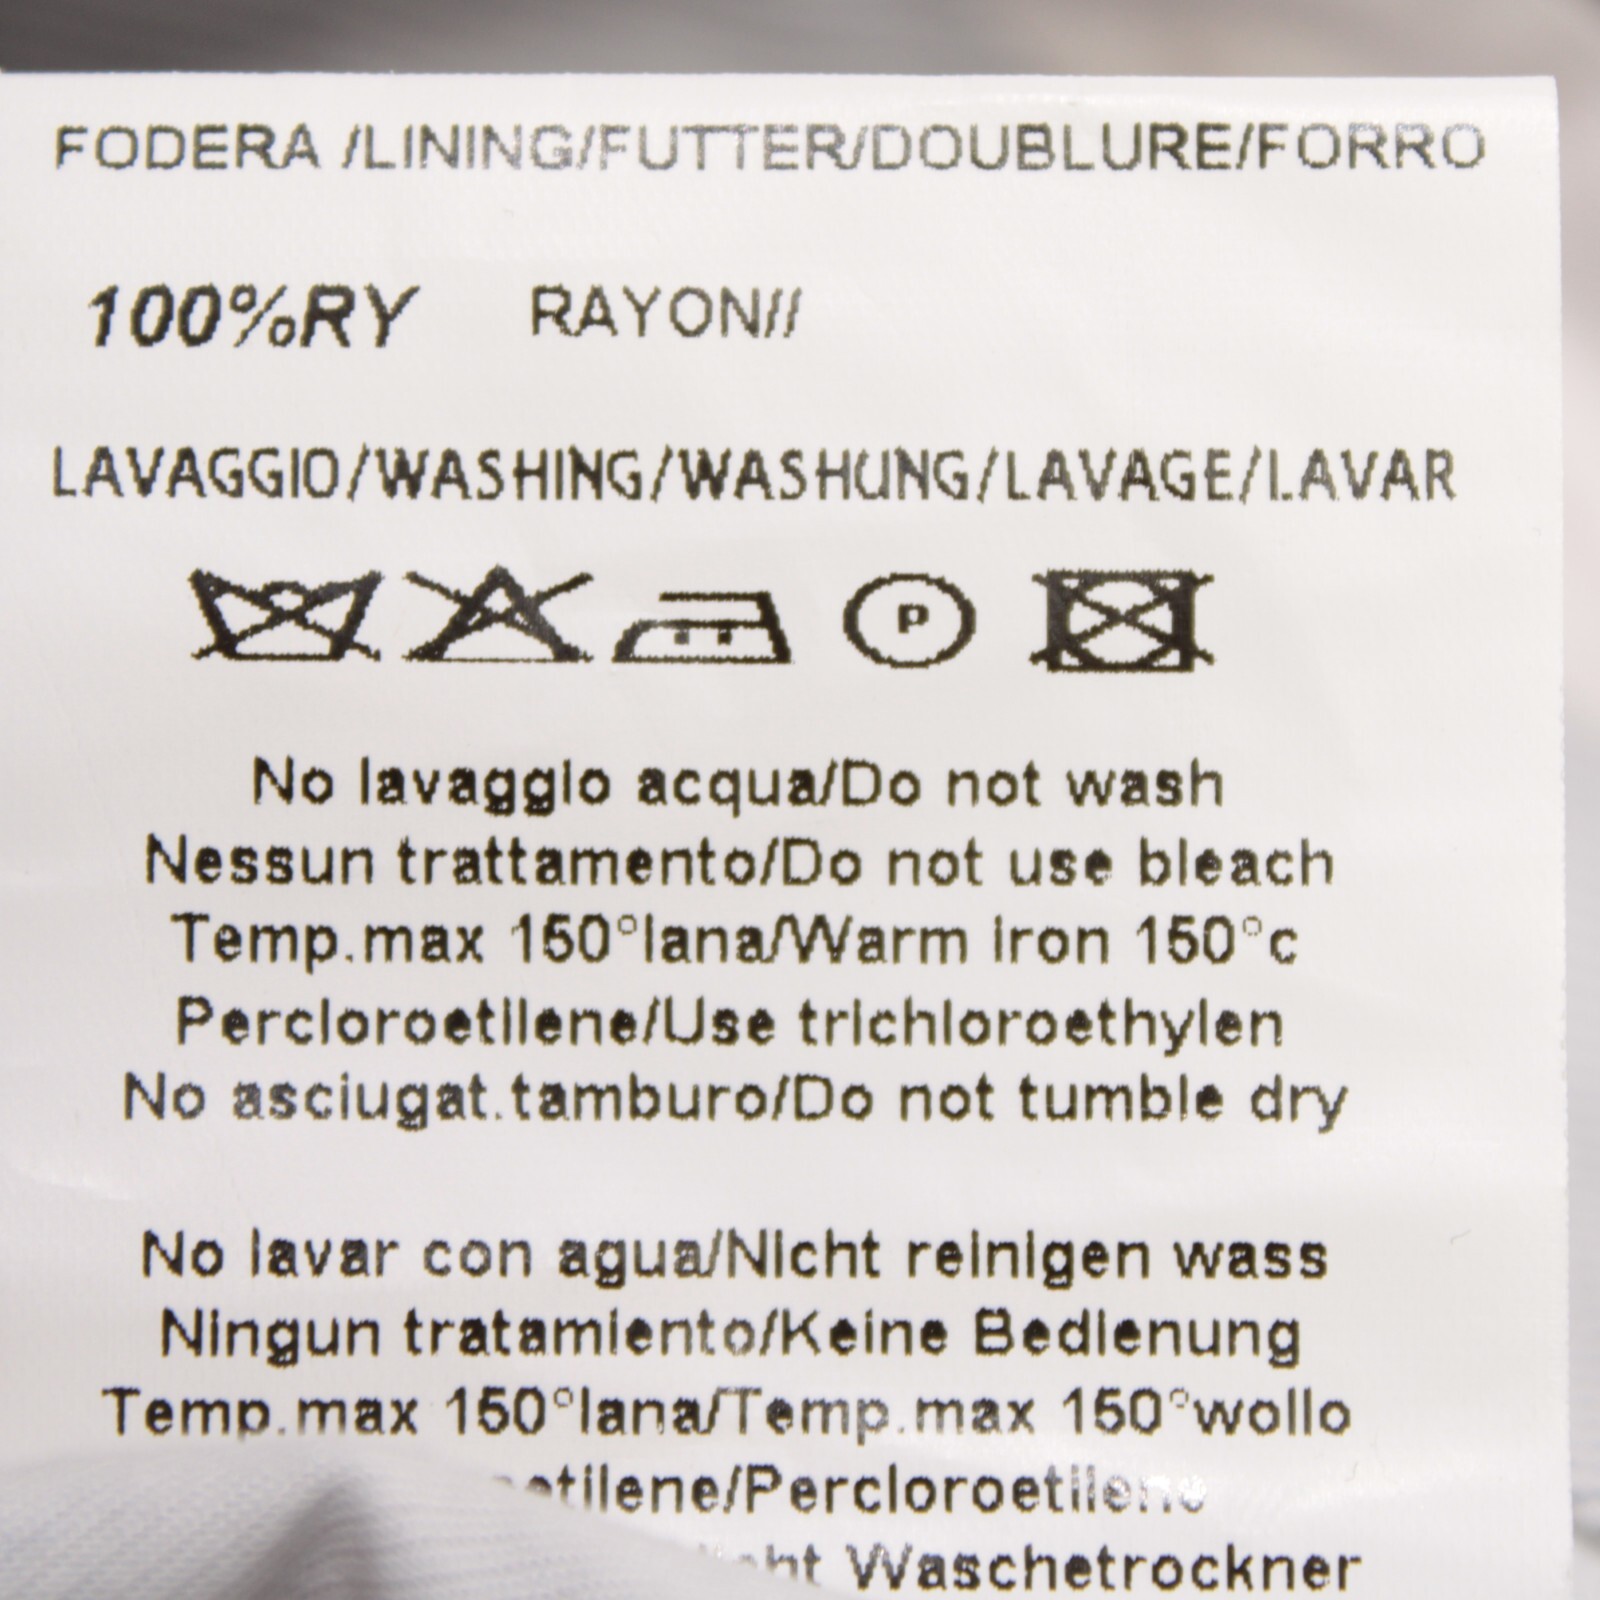 FODERA /LINING/FUTTER/DOUBLURE/FORRO
100%RY RAYON//
LAVAGGIO/WASHING/WASHUNG/LAVAGE/LAVAR
P
No lavaggio acqua/Do not wash
Nessun trattamento/Do not use bleach
Temp.max 150°lana/Warm iron 150°c
Percloroetilene/Use trichloroethylen
No asciugat.tamburo/Do not tumble dry
No lavar con agua/Nicht reinigen wass
Ningun tratamiento/Keine Bedienung
Temp.max 150°lana/Temp.max 150°wollo
etilene/Percloroetilene
Waschetrockner